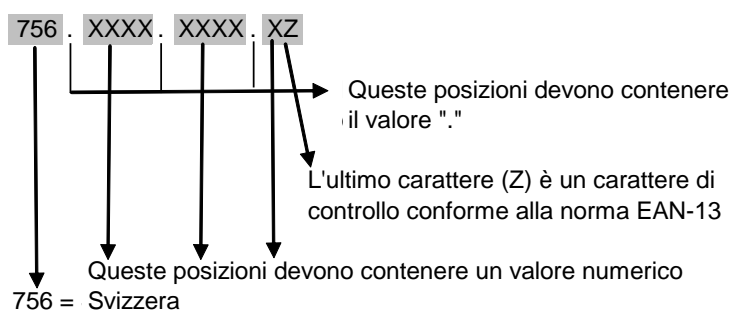 756 . XXXX . XXXX . XZ
Queste posizioni devono contenere
il valore "."
L'ultimo carattere (Z) è un carattere di
controllo conforme alla norma EAN-13
Queste posizioni devono contenere un valore numerico
756 = Svizzera